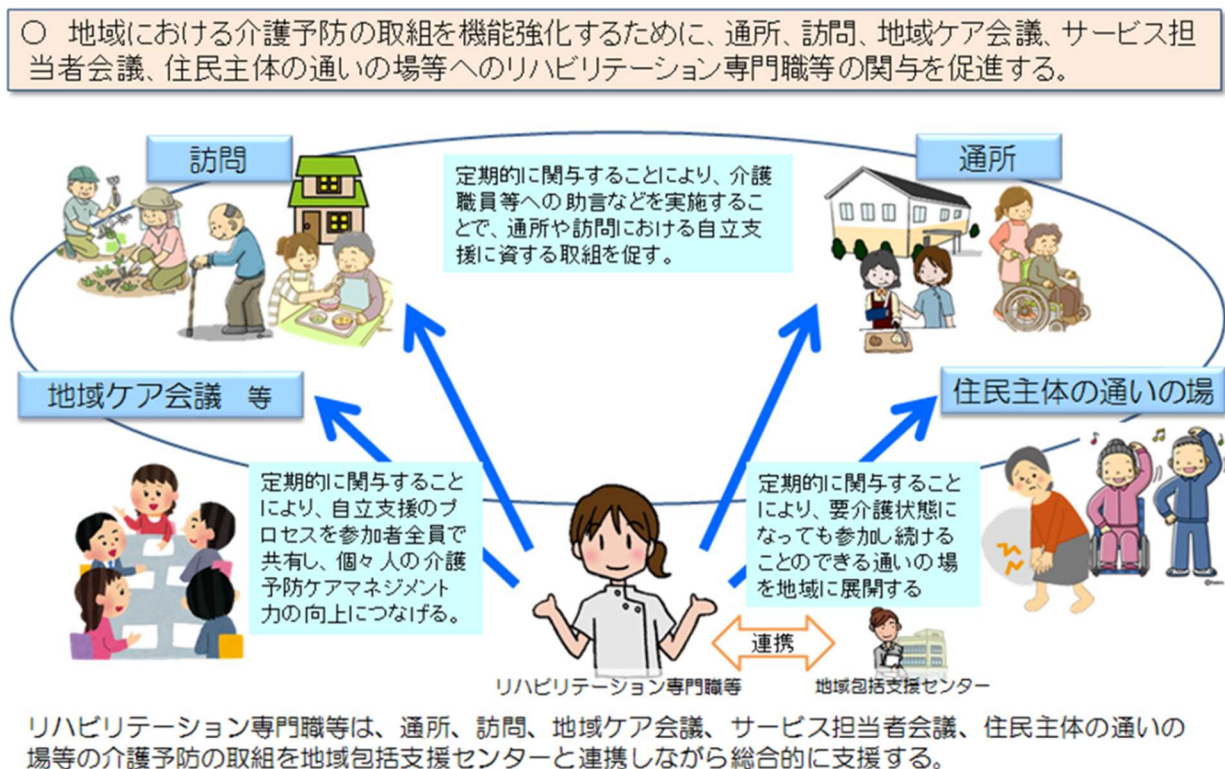 ○　地域における介護予防の取組を機能強化するために、通所、訪問、地域ケア会議、サービス担
当者会議、住民主体の通いの場等へのリハビリテーション専門職等の関与を促進する。
訪問
通所
定期的に関与することにより、介護
職員等への助言などを実施するこ
とで、通所や訪問における自立支
援に資する取組を促す。
地域ケア会議　等
住民主体の通いの場
定期的に関与すること
により、自立支援のプ
ロセスを参加者全員で
共有し、個々人の介護
予防ケアマネジメント
力の向上につなげる。
定期的に関与すること
により、要介護状態に
なっても参加し続ける
ことのできる通いの場
を地域に展開する
連携
リハビリテーション専門職等
地域包括支援センター
リハビリテーション専門職等は、通所、訪問、地域ケア会議、サービス担当者会議、住民主体の通いの
場等の介護予防の取組を地域包括支援センターと連携しながら総合的に支援する。